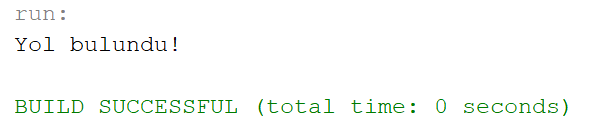 run:
Yol bulundu!
BUILD SUCCESSFUL (total time: 0 seconds)